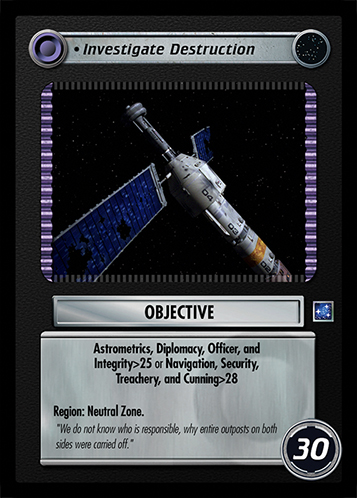 • Investigate Destruction
OBJECTIVE
Astrometrics, Diplomacy, Officer, and
Integrity>25 or Navigation, Security,
Treachery, and Cunning>28
Region: Neutral Zone.
"We do not know who is responsible, why entire outposts on both
sides were carried off."
30